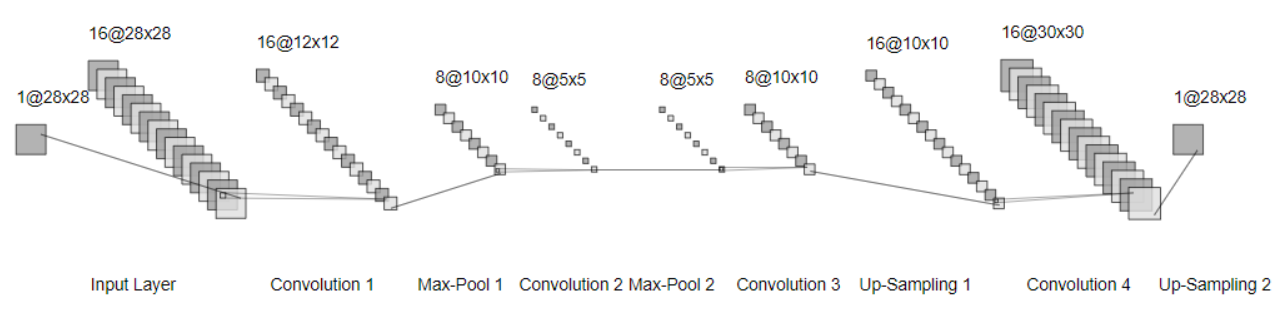 16@28x28
16@12x12
16@10x10
16@30x30
1@28x28
8@10x10
8@5x5
8@5x5
8@10x10
1@28x28
Input Layer
Convolution 1
Max-Pool 1
Convolution 2
Max-Pool 2
Convolution 3
Up-Sampling 1
Convolution 4
Up-Sampling 2